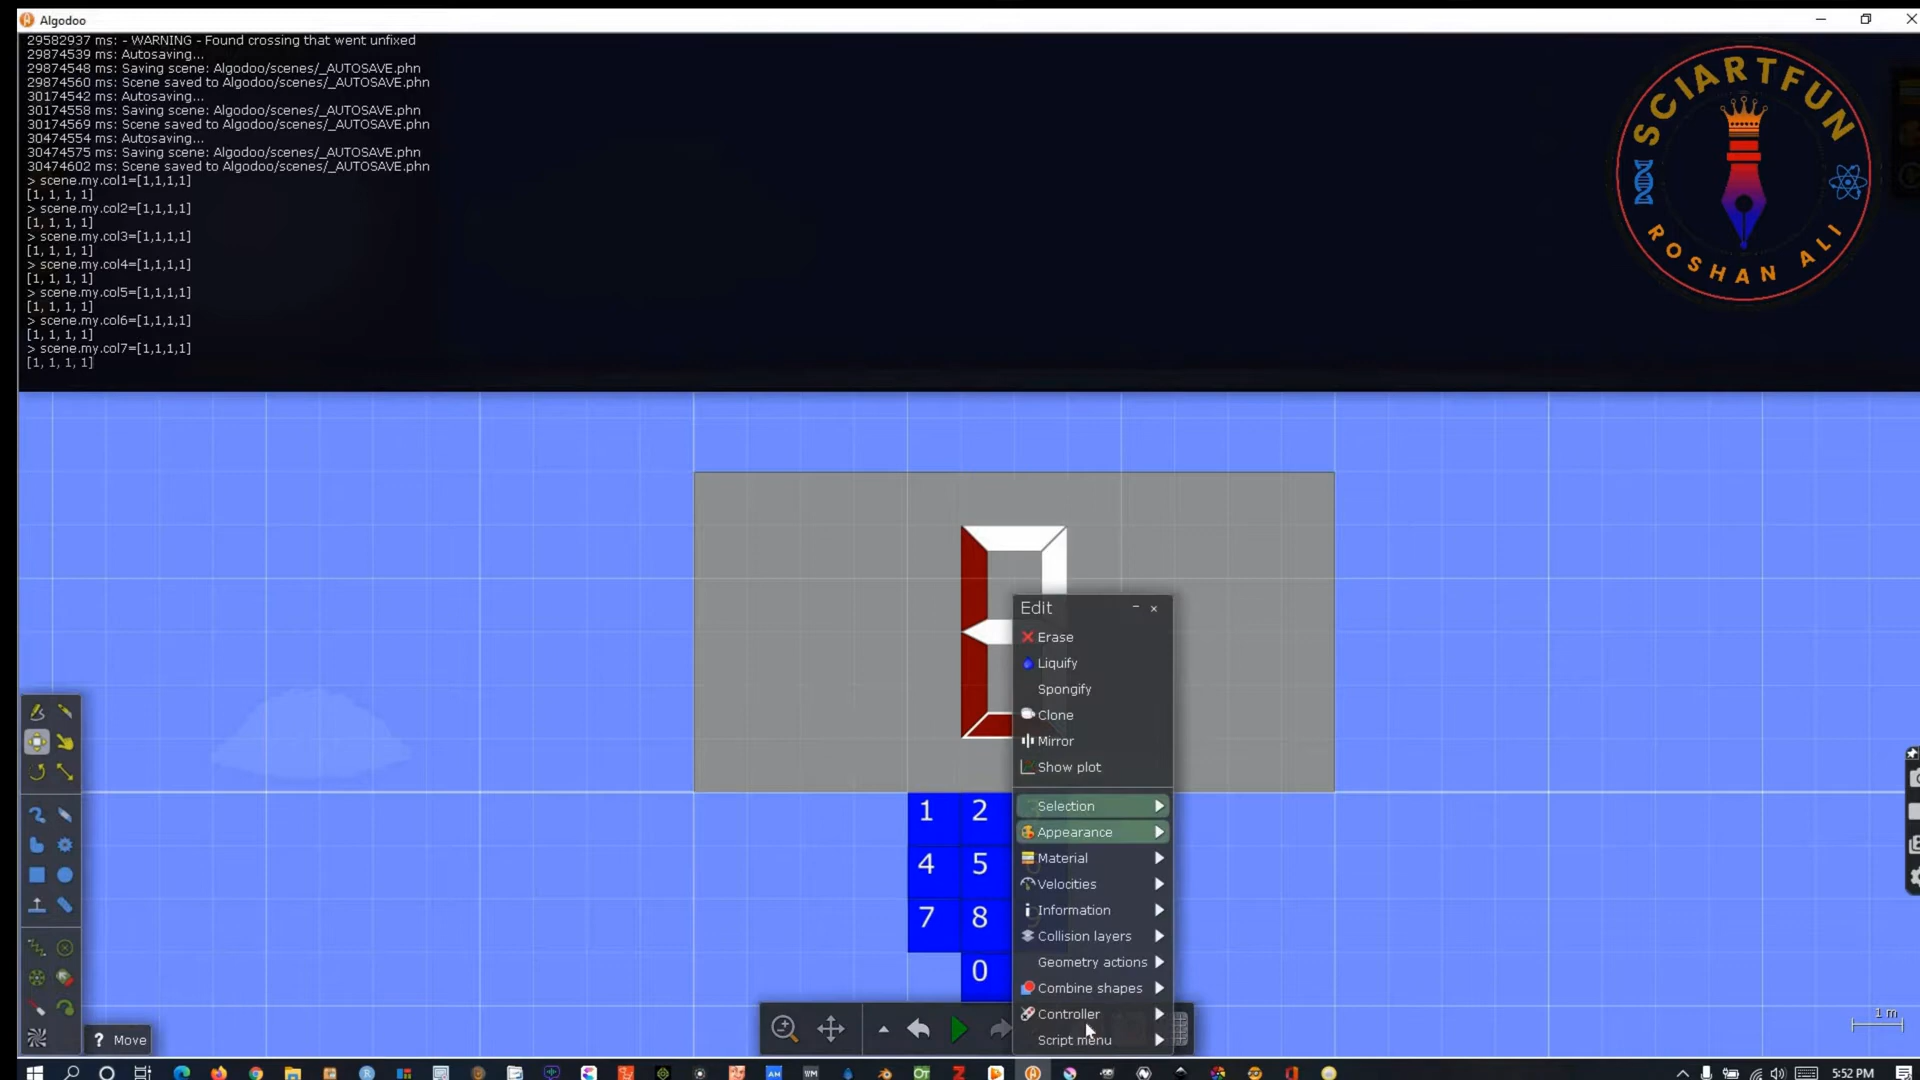 Algodoo
29582937 ms: - WARNING - Found crossing that went unfixed
29874539 ms: Autosaving...
29874548 ms: Saving scene: Algodoo/scenes/_AUTOSAVE.phn
29874560 ms: Scene saved to Algodoo/scenes/_AUTOSAVE.phn
30174542 ms: Autosaving...
30174558 ms: Saving scene: Algodoo/scenes/_AUTOSAVE.phn
30174569 ms: Scene saved to Algodoo/scenes/_AUTOSAVE.phn
30474554 ms: Autosaving...
30474575 ms: Saving scene: Algodoo/scenes/_AUTOSAVE.phn
30474602 ms: Scene saved to Algodoo/scenes/_AUTOSAVE.phn
> scene.my.col1=[1,1,1,1]
[1, 1, 1, 1]
> scene.my.col2=[1,1,1,1]
[1, 1, 1, 1]
> scene.my.col3=[1,1,1,1]
[1, 1, 1, 1]
> scene.my.col4=[1,1,1,1]
[1, 1, 1, 1]
> scene.my.col5=[1,1,1,1]
[1, 1, 1, 1]
> scene.my.col6=[1,1,1,1]
[1, 1, 1, 1]
> scene.my.col7=[1,1,1,1]
[1, 1, 1, 1]
SCIARTFUN
ROSHAN ALI
Edit
Erase
Liquify
Spongify
Clone
Mirror
Show plot
Selection
Appearance
Material
Velocities
Information
Collision layers
Geometry actions
Combine shapes
Controller
Script menu
1 2
4 5
7 8
0
? Move
1 m
5:52 PM